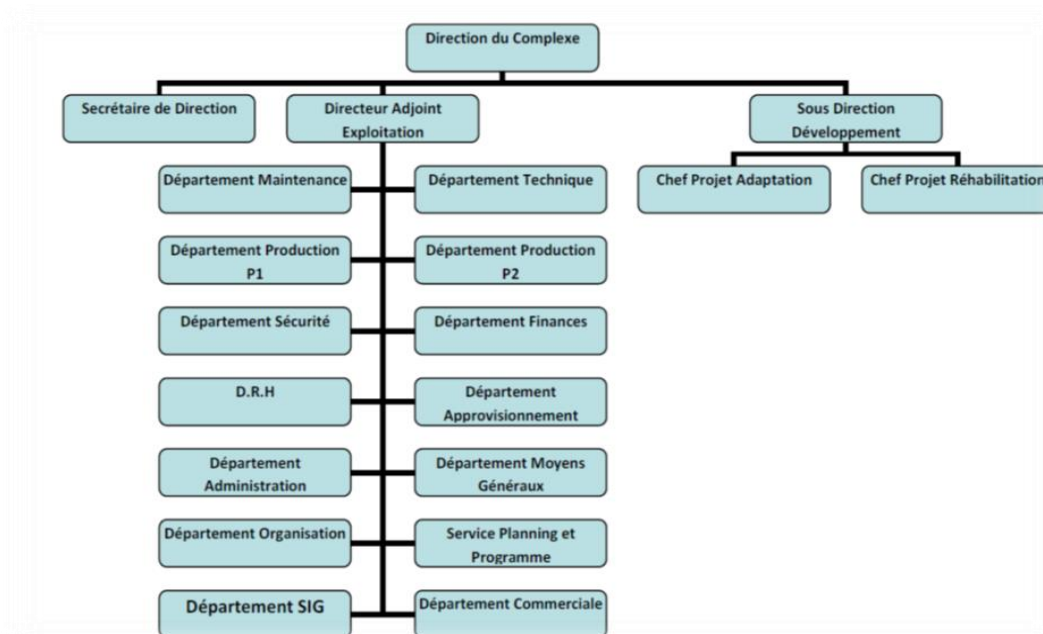 Direction du Complexe
Secrétaire de Direction
Directeur Adjoint
Exploitation
Sous Direction
Développement
Département Maintenance
Département Technique
Chef Projet Adaptation
Chef Projet Réhabilitation
Département Production
P1
Département Production
P2
Département Sécurité
Département Finances
D.R.H
Département
Approvisionnement
Département
Administration
Département Moyens
Généraux
Département Organisation
Service Planning et
Programme
Département SIG
Département Commerciale